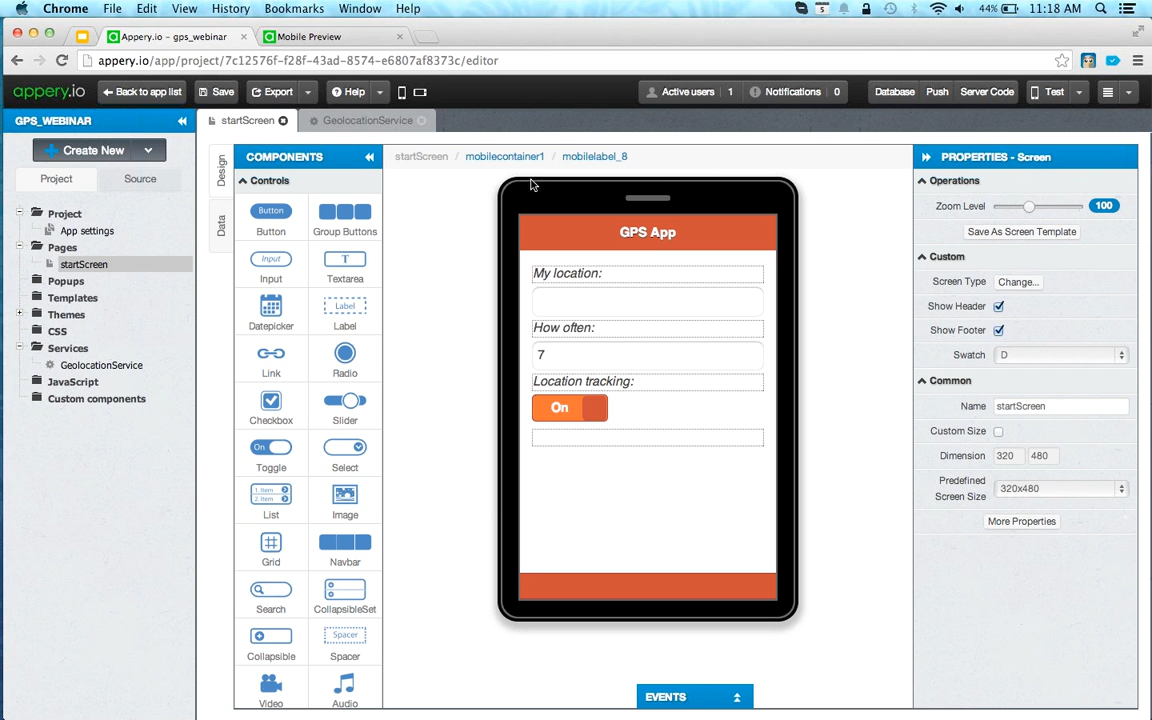 Chrome File Edit View History Bookmarks Window Help 5 44% 11:18 AM
Appery.io – gps_webinar × Mobile Preview ×
appery.io/app/project/7c12576f-f28f-43ad-8574-e6807af8373c/editor
appery.io Back to app list Save Export Help Active users 1 Notifications 0 Database Push Server Code Test
GPS_WEBINAR startScreen GeolocationService
Create New
Project Source
Project
App settings
Pages
startScreen
Popups
Templates
Themes
CSS
Services
GeolocationService
JavaScript
Custom components
Design
Data
COMPONENTS
Controls
Button
Button Group Buttons
Input T
Input Textarea
Label
Datepicker Label
Link Radio
Checkbox Slider
On
Toggle Select
1. Item
2. Item
List Image
Grid Navbar
Search CollapsibleSet
Spacer
Collapsible Spacer
Video Audio
startScreen / mobilecontainer1 / mobilelabel_8
GPS App
My location:
How often:
7
Location tracking:
On
EVENTS
PROPERTIES - Screen
Operations
Zoom Level 100
Save As Screen Template
Custom
Screen Type Change...
Show Header
Show Footer
Swatch D
Common
Name startScreen
Custom Size
Dimension 320 480
Predefined
Screen Size 320x480
More Properties